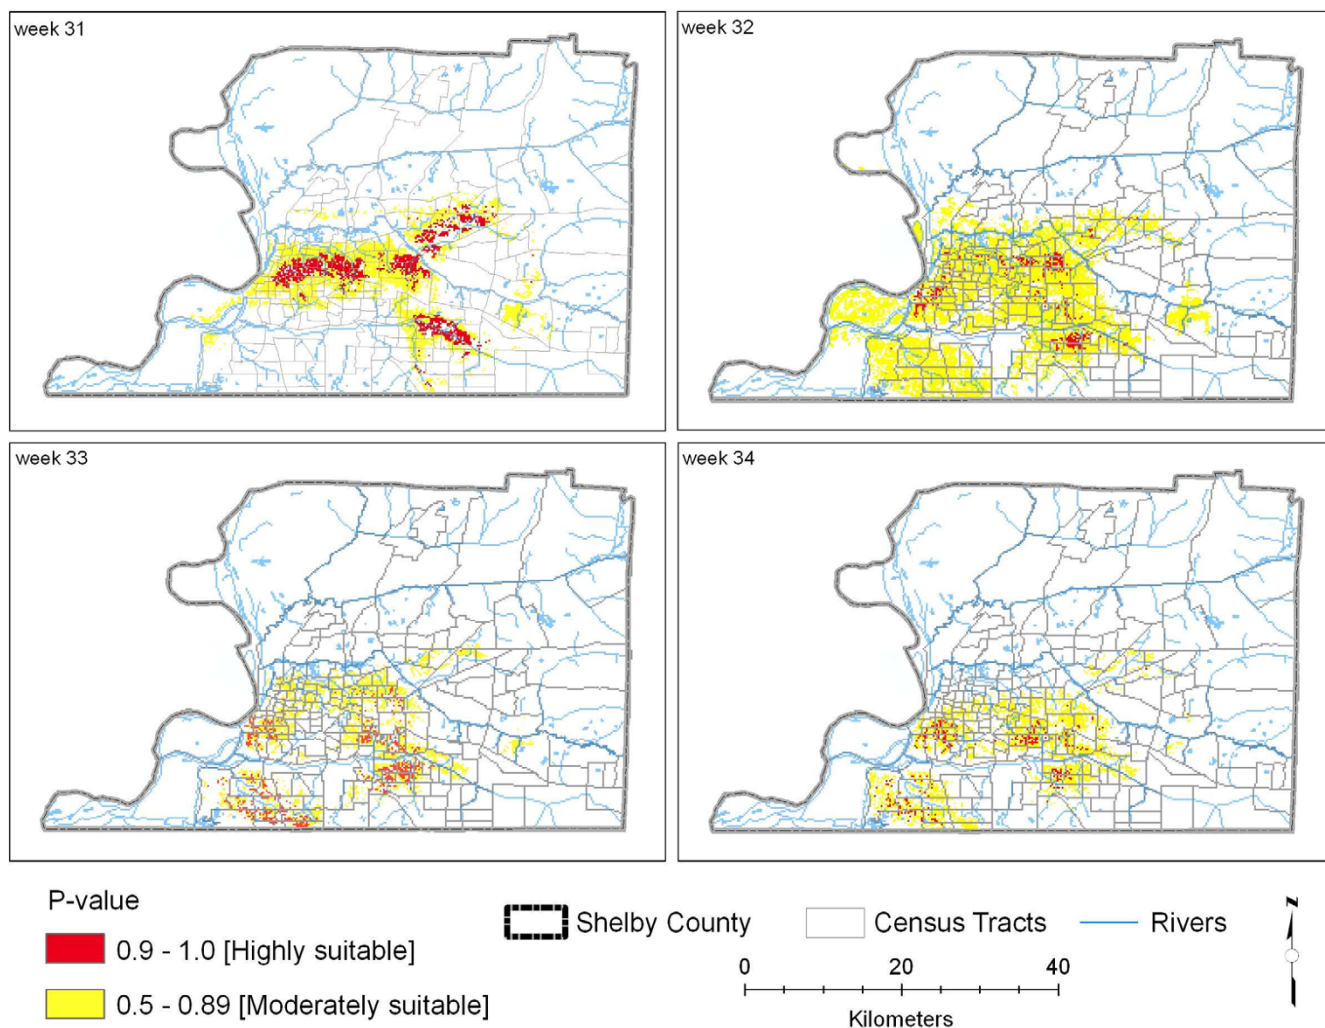 week 31
week 32
week 33
week 34
P-value
0.9 - 1.0 [Highly suitable]
0.5 - 0.89 [Moderately suitable]
Shelby County
Census Tracts
Rivers
0 20 40
Kilometers
N